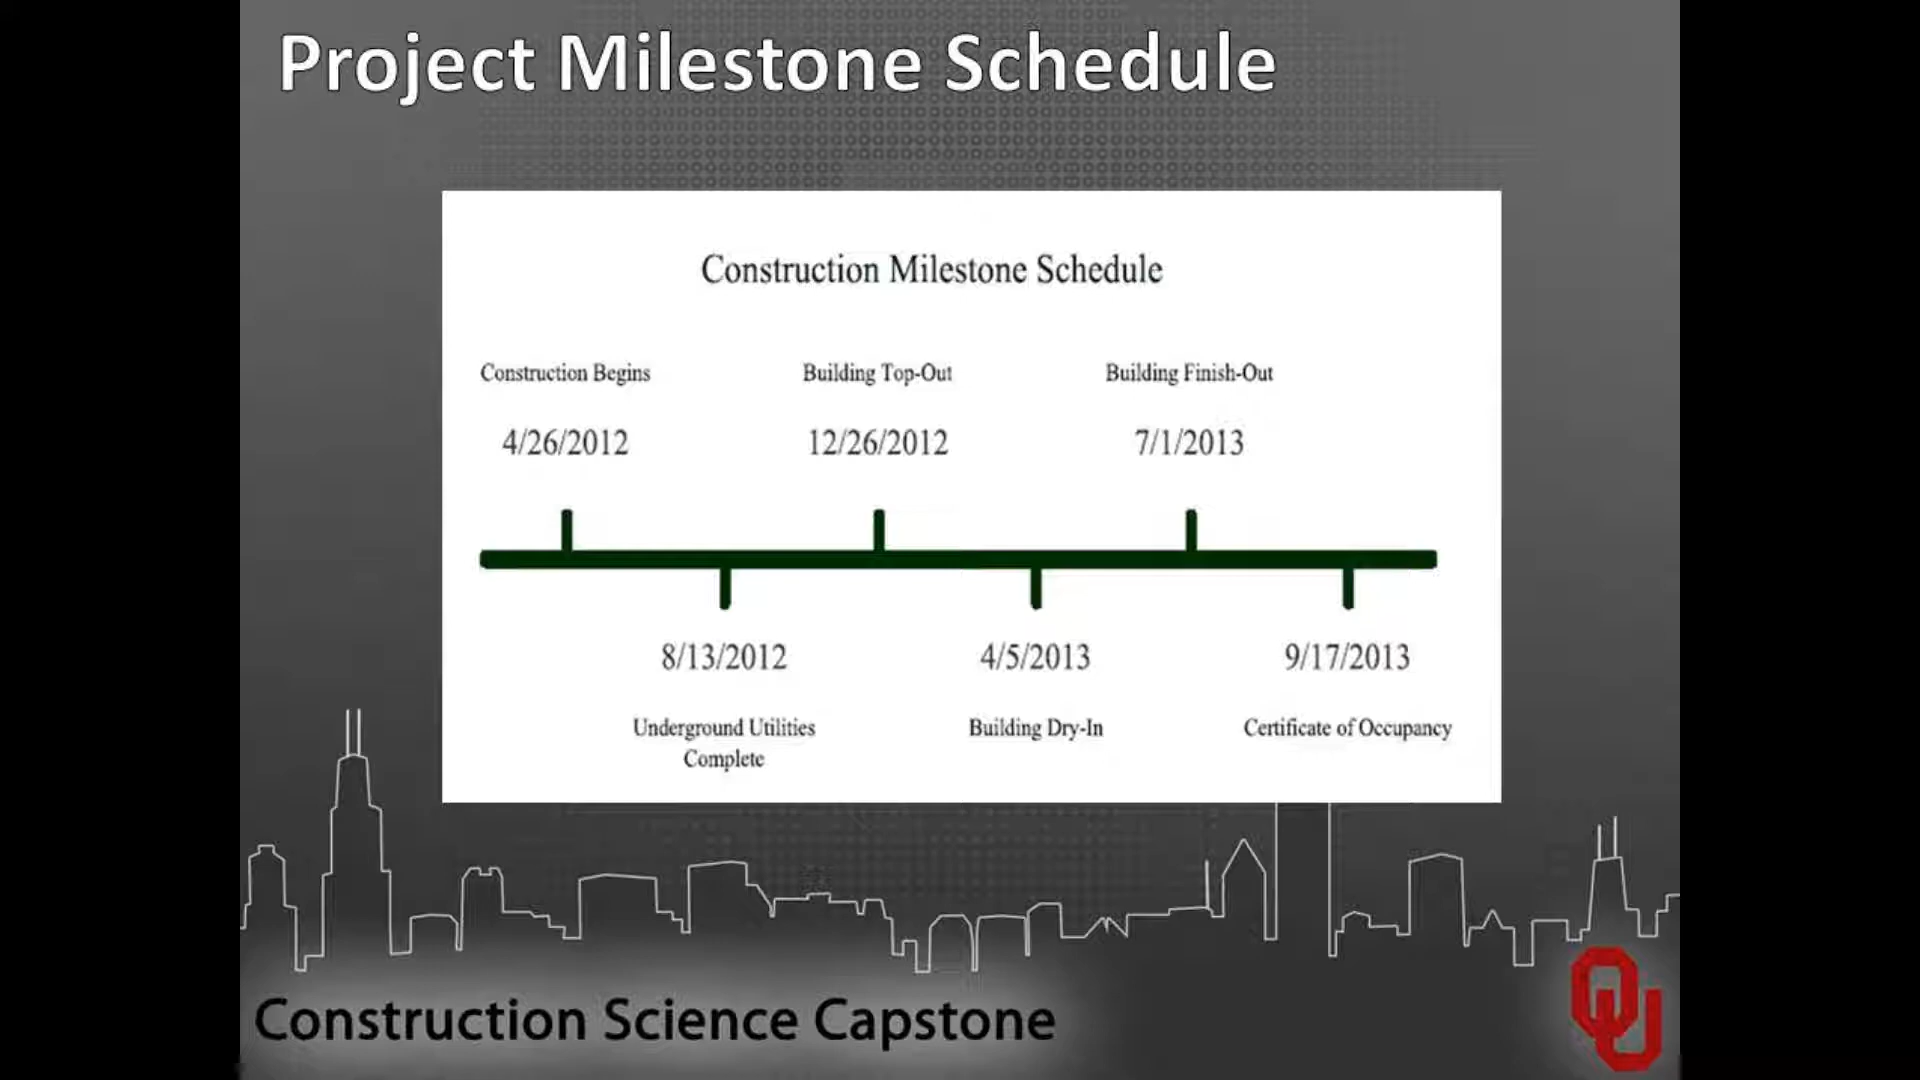 Project Milestone Schedule
Construction Milestone Schedule
Construction Begins
Building Top-Out
Building Finish-Out
4/26/2012
12/26/2012
7/1/2013
8/13/2012
4/5/2013
9/17/2013
Underground Utilities
Complete
Building Dry-In
Certificate of Occupancy
Construction Science Capstone
OU